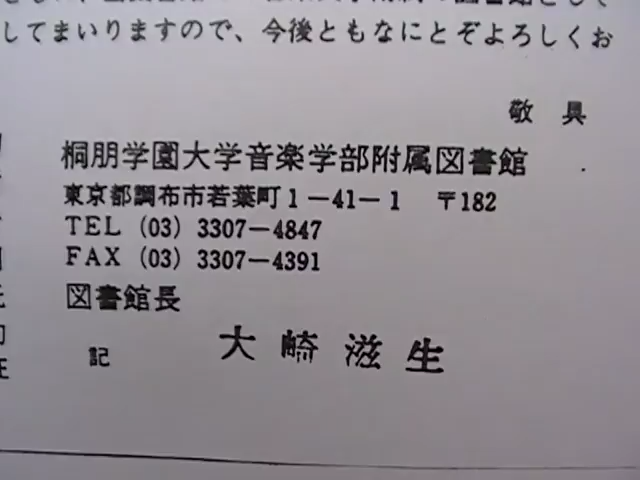 してまいりますので、今後ともなにとぞよろしくお
敬具
桐朋学園大学音楽学部附属図書館
東京都調布市若葉町1-41-1 〒182
TEL (03) 3307-4847
FAX (03) 3307-4391
図書館長
大崎滋生
記